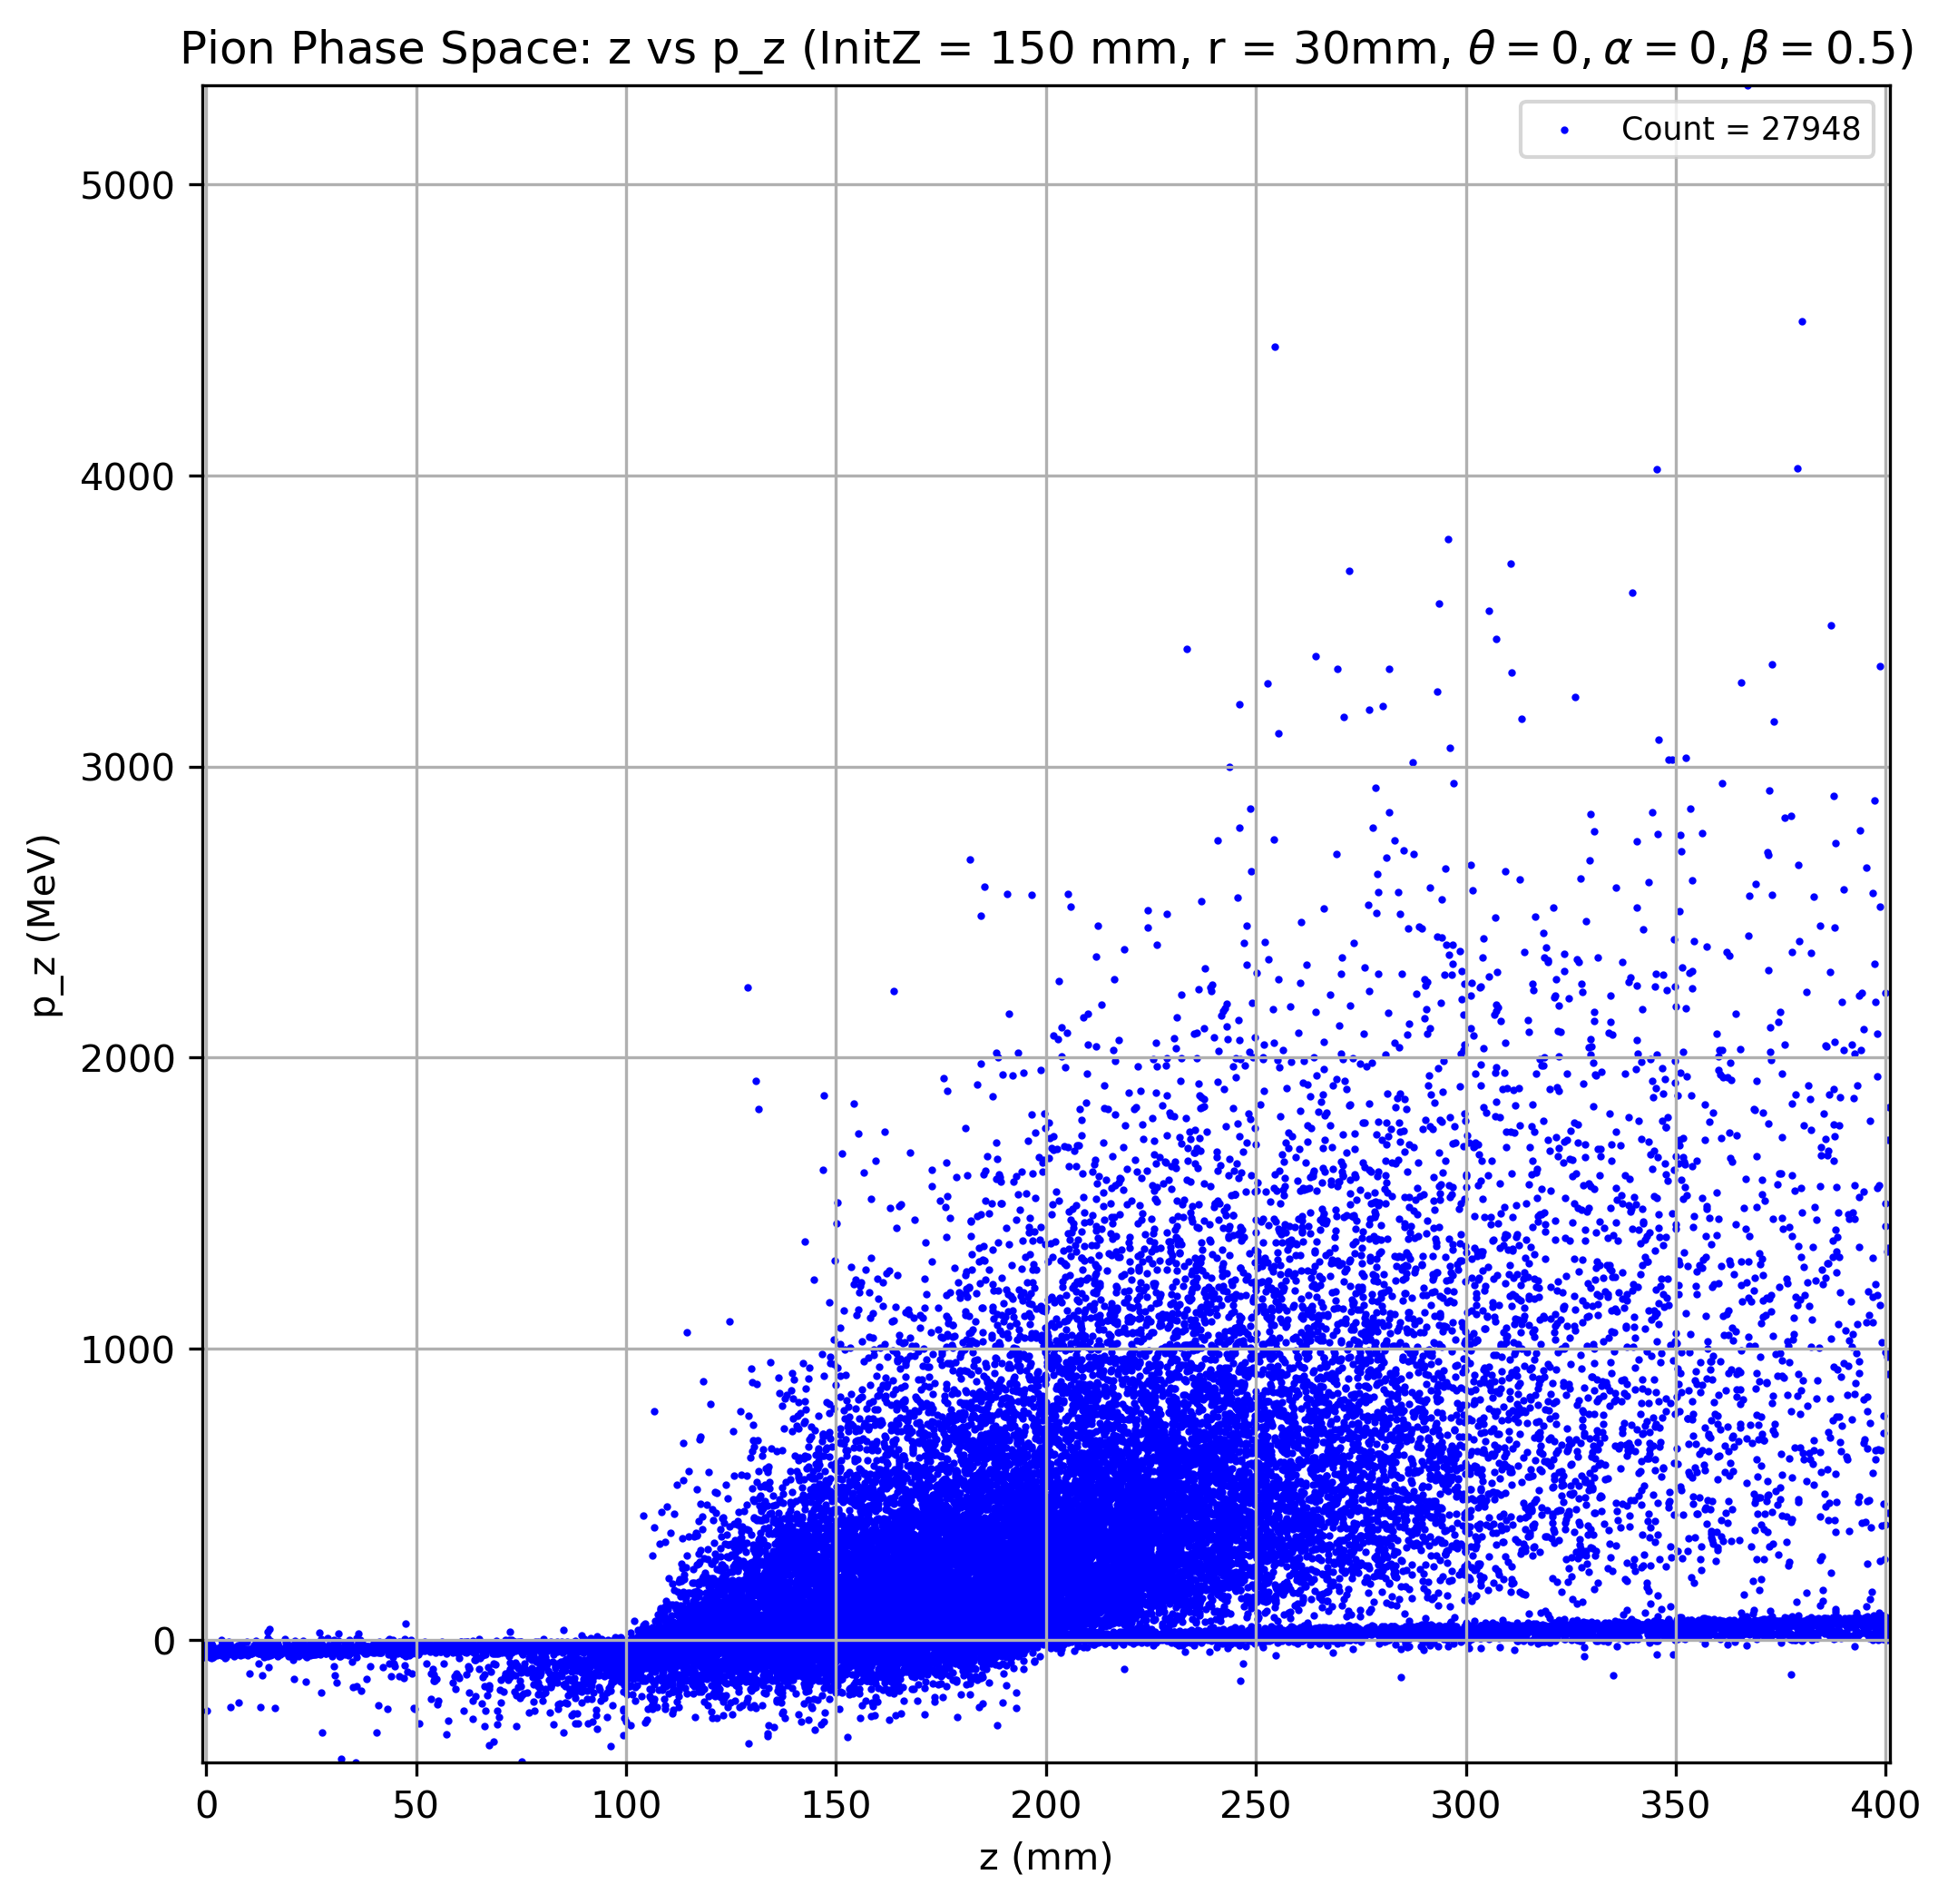 Pion Phase Space: z vs p_z (InitZ = 150 mm, r = 30mm, θ = 0, α = 0, β = 0.5)
Count = 27948
5000
4000
3000
2000
1000
0
p_z (MeV)
0 50 100 150 200 250 300 350 400
z (mm)